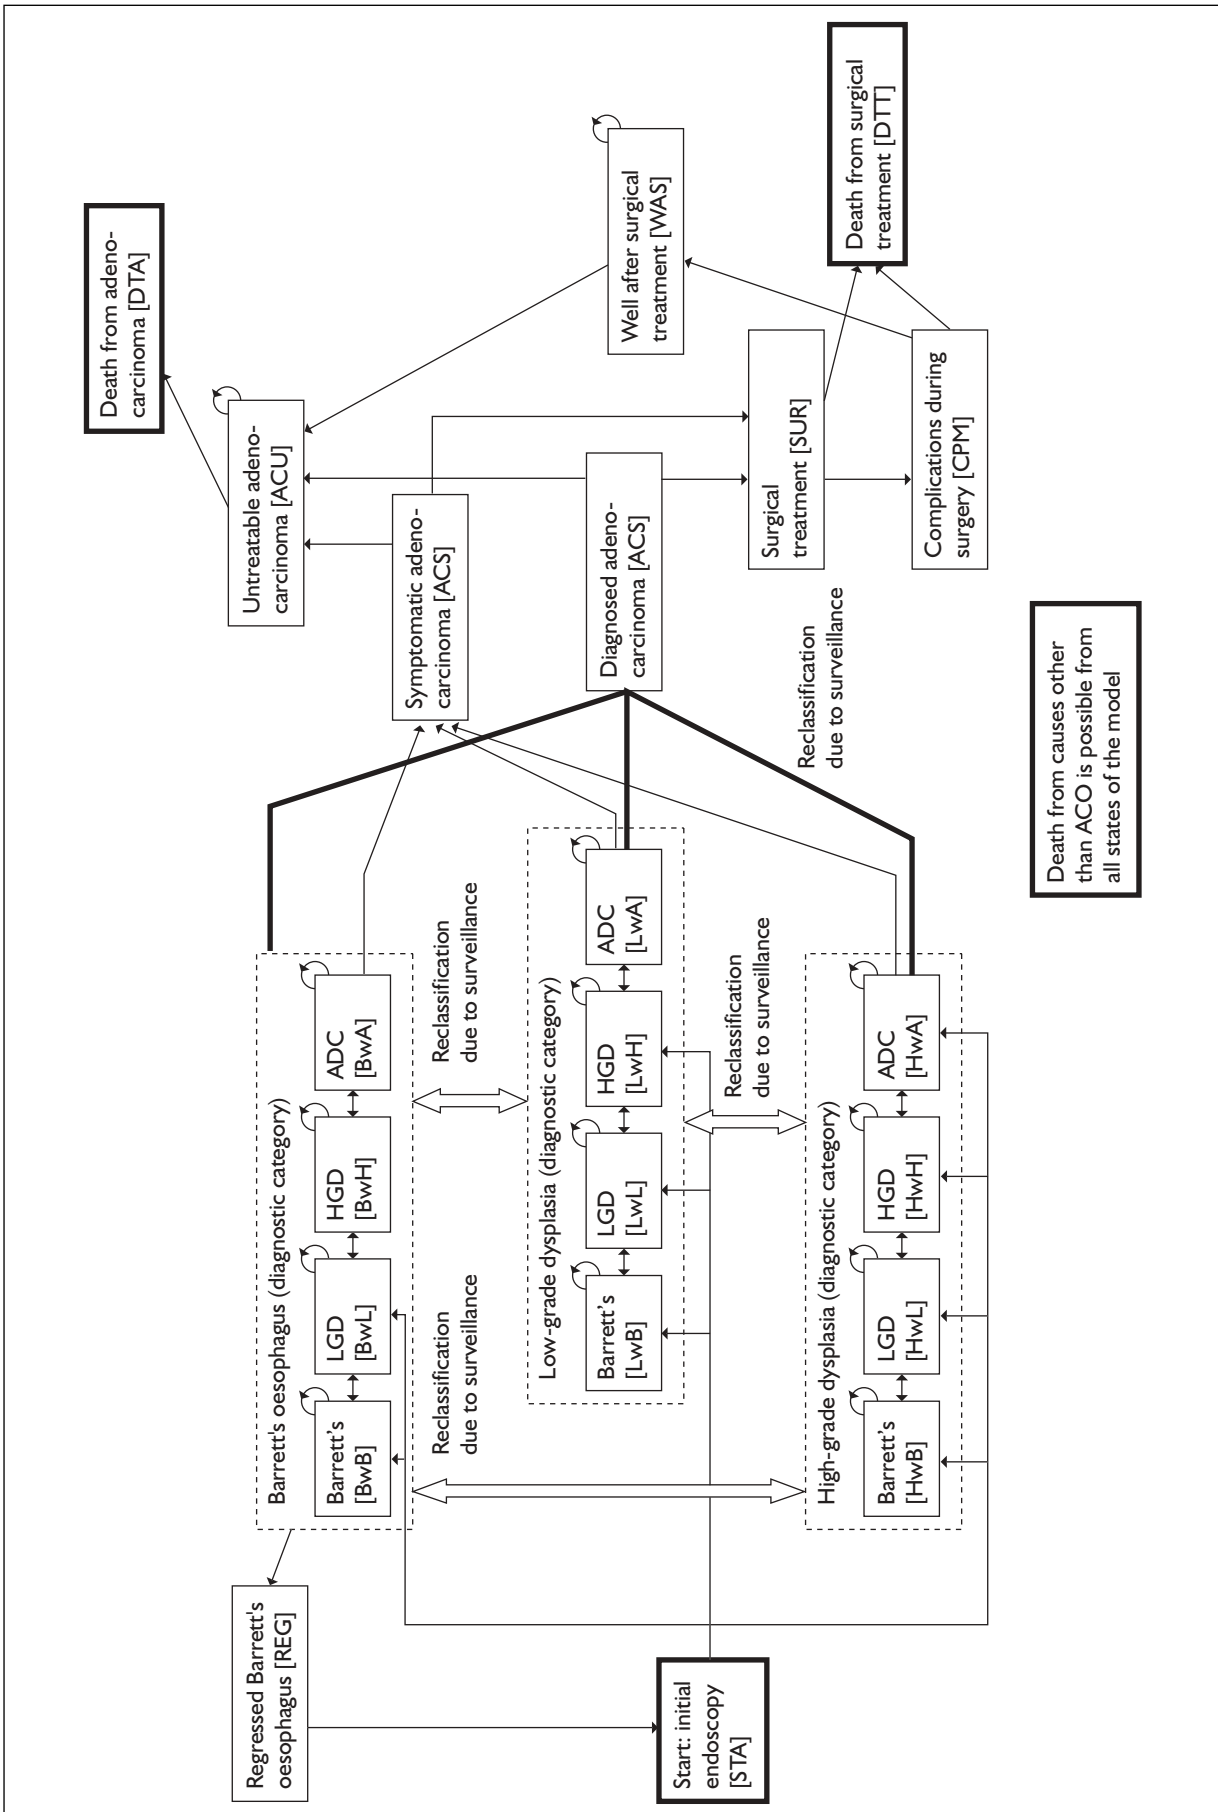 Regressed Barrett's
oesophagus [REG]
Start: initial
endoscopy
[STA]
Barrett's oesophagus (diagnostic category)
Barrett’s
[BwB]
LGD
[BwL]
HGD
[BwH]
ADC
[BwA]
Reclassification
due to surveillance
Reclassification
due to surveillance
Low-grade dysplasia (diagnostic category)
Barrett’s
[LwB]
LGD
[LwL]
HGD
[LwH]
ADC
[LwA]
Reclassification
due to surveillance
High-grade dysplasia (diagnostic category)
Barrett’s
[HwB]
LGD
[HwL]
HGD
[HwH]
ADC
[HwA]
Reclassification
due to surveillance
Death from adeno-
carcinoma [DTA]
Untreatable adeno-
carcinoma [ACU]
Symptomatic adeno-
carcinoma [ACS]
Diagnosed adeno-
carcinoma [ACS]
Well after surgical
treatment [WAS]
Surgical
treatment [SUR]
Death from surgical
treatment [DTT]
Complications during
surgery [CPM]
Death from causes other
than ACO is possible from
all states of the model